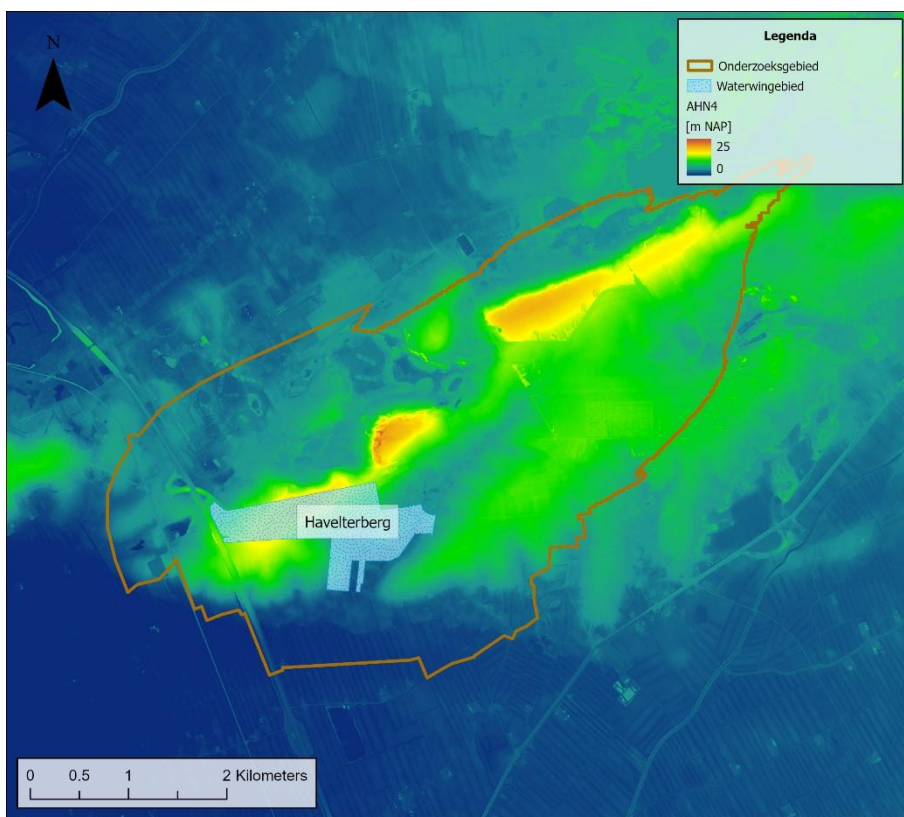 N
Legenda
Onderzoeksgebied
Waterwingebied
AHN4
[m NAP]
25
0
Havelterberg
0 0.5 1 2 Kilometers